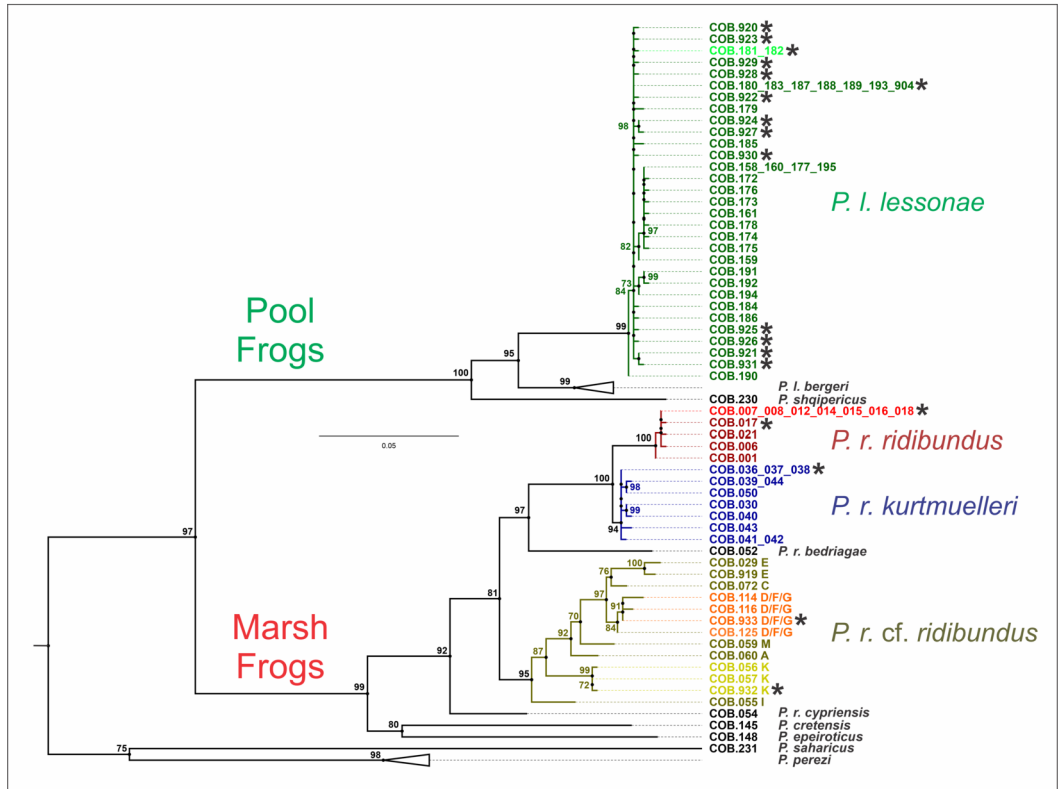 COB.920 *
COB.923 *
COB.181_182 *
COB.929 *
COB.928 *
COB.180_183_187_188_189_193_904 *
COB.922 *
COB.179
98 COB.924 *
COB.927 *
COB.185
COB.930 *
COB.158_160_177_195
COB.172
COB.176
COB.173
P. l. lessonae
COB.161
COB.178
97 COB.174
82 COB.175
COB.159
COB.191
99 COB.192
73
84 COB.194
COB.184
COB.186
99 COB.925 *
COB.926 *
COB.921 *
COB.931 *
COB.190
Pool
Frogs
95
99 P. l. bergeri
100
COB.230 P. shqipericus
COB.007_008_012_014_015_016_018 *
COB.017 *
100 COB.021
COB.006
COB.001
P. r. ridibundus
0.05
COB.036_037_038 *
100 COB.039_044
98 COB.050
COB.030
99 COB.040
COB.043
94 COB.041_042
P. r. kurtmuelleri
97
COB.052 P. r. bedriagae
97
100 COB.029 E
COB.919 E
76 COB.072 C
81
97 COB.114 D/F/G
91 COB.116 D/F/G
COB.933 D/F/G *
84 COB.125 D/F/G
P. r. cf. ridibundus
70 COB.059 M
92 COB.060 A
87
99 COB.056 K
COB.057 K
72 COB.932 K *
95 COB.055 I
Marsh
Frogs
92
COB.054 P. r. cypriensis
99
80 COB.145 P. cretensis
COB.148 P. epeiroticus
75 COB.231 P. saharicus
98 P. perezi